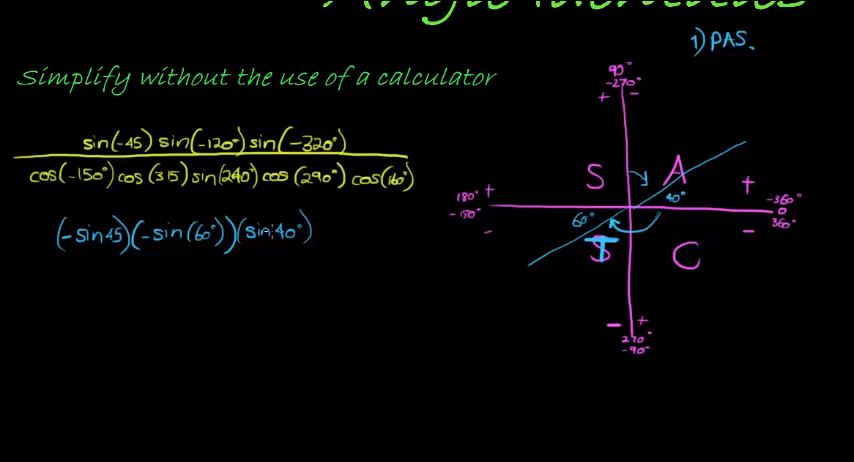 1) PAS.
Simplify without the use of a calculator
sin(-45) sin(-120°) sin(-320°)
cos(-150°) cos(315) sin(240°) cos(290°) cos(160°)
(-sin45)(-sin(60°))(sin40°)
90°
-270°
+ -
S A
180° + 40° + -360°
-180° 60° 0
- - 360°
T C
- +
270°
-90°